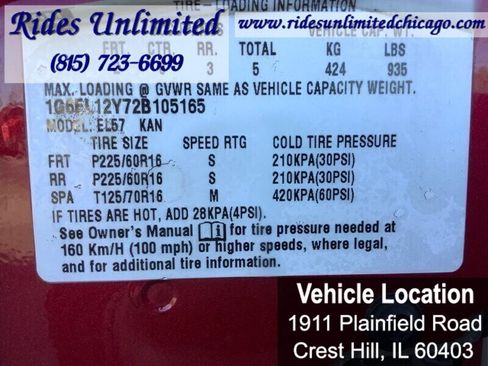 TIRE-LOADING INFORMATION
Rides Unlimited
(815) 723-6699
www.ridesunlimitedchicago.com
VEHICLE CAP. WT.
FRT CTR. RR. TOTAL KG LBS
3 5 424 935
MAX. LOADING @ GVWR SAME AS VEHICLE CAPACITY WEIGHT.
MODEL: EL57 KAN
TIRE SIZE SPEED RTG COLD TIRE PRESSURE
FRT P225/60R16 S 210KPA(30PSI)
RR P225/60R16 S 210KPA(30PSI)
SPA T125/70R16 M 420KPA(60PSI)
IF TIRES ARE HOT, ADD 28KPA(4PSI).
See Owner's Manual for tire pressure needed at
160 Km/H (100 mph) or higher speeds, where legal,
and for additional tire information.
Vehicle Location
1911 Plainfield Road
Crest Hill, IL 60403